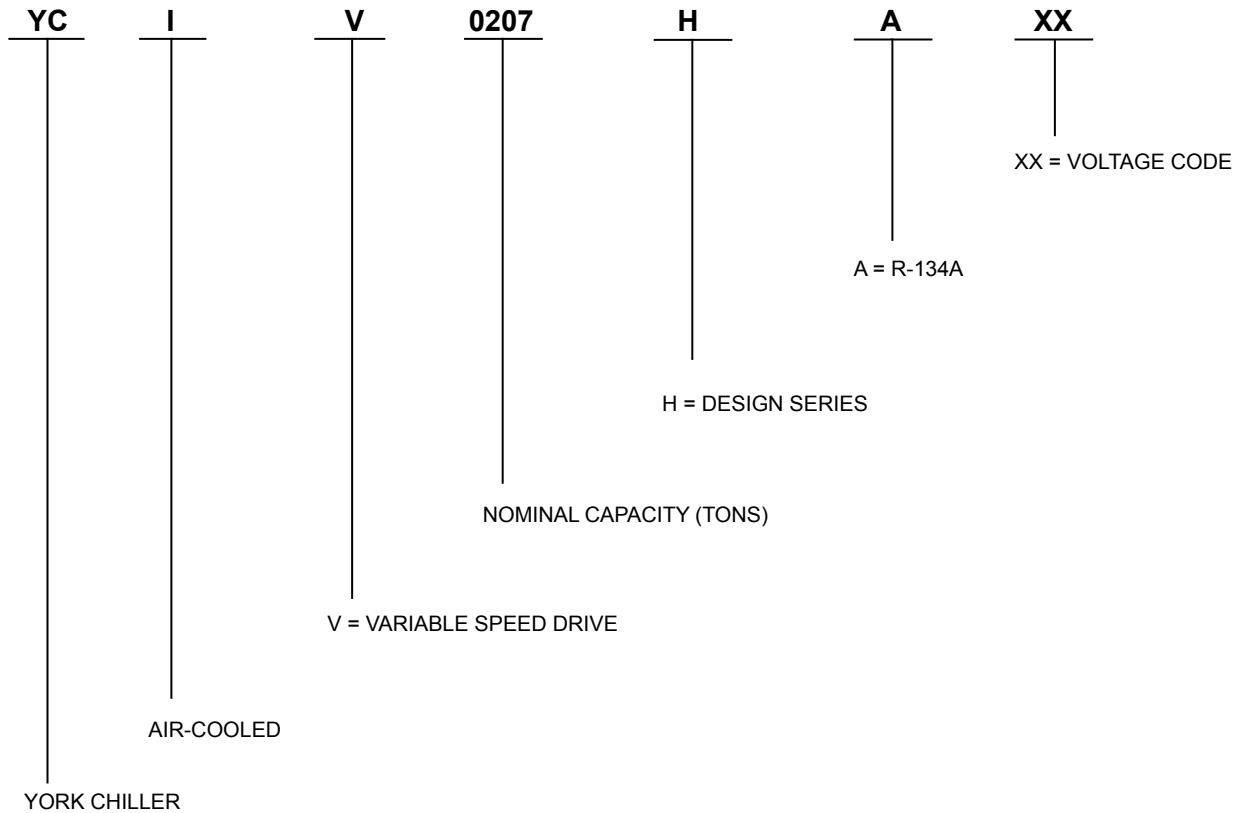 YC I V 0207 H A XX
XX = VOLTAGE CODE
A = R-134A
H = DESIGN SERIES
NOMINAL CAPACITY (TONS)
V = VARIABLE SPEED DRIVE
AIR-COOLED
YORK CHILLER